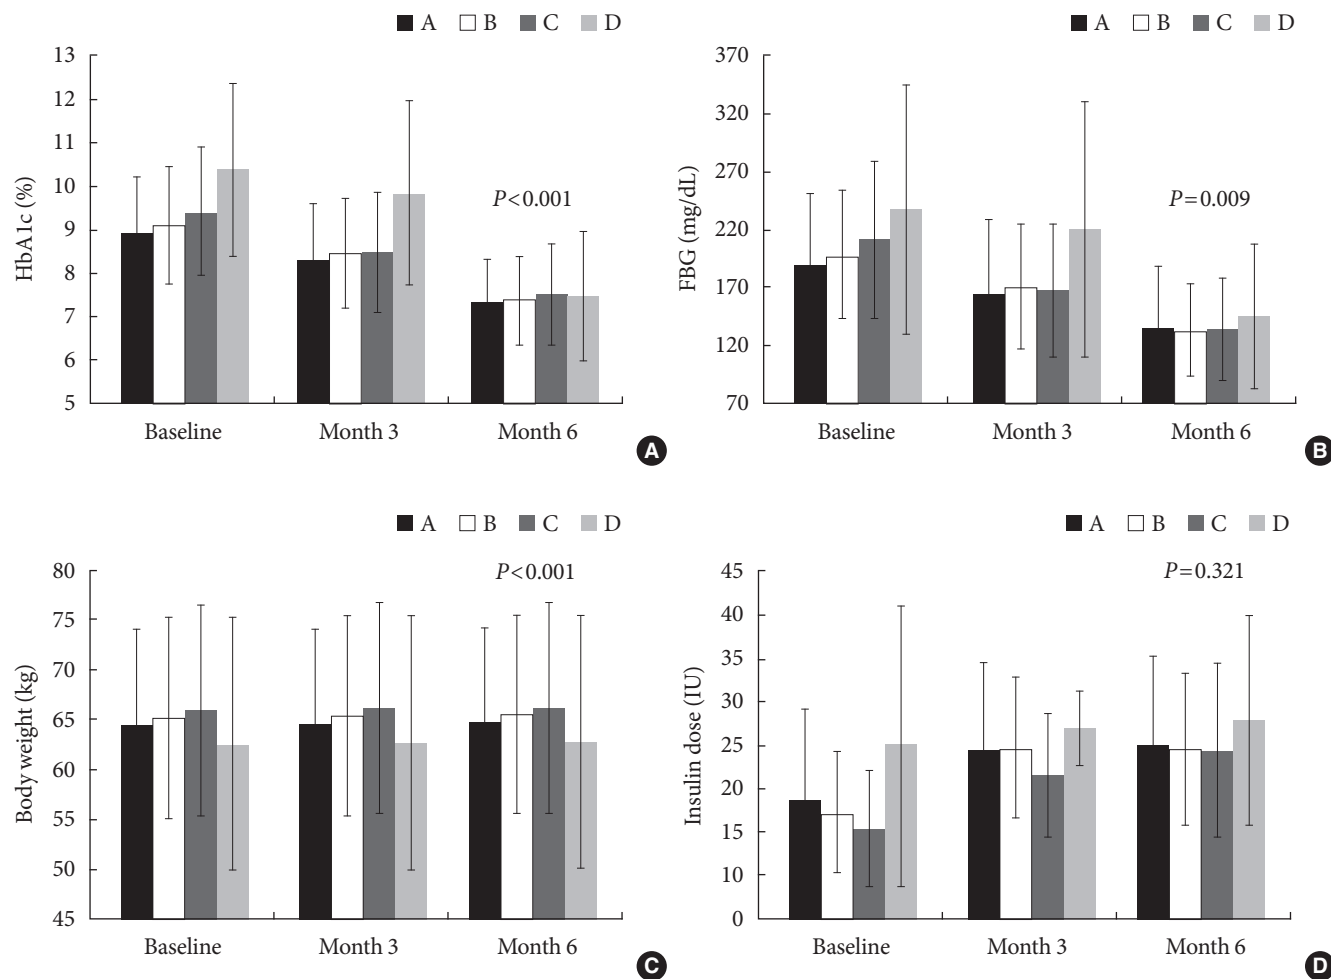 A B C D
13
12
11
10
9
8
7
6
5
HbA1c (%)
P<0.001
Baseline Month 3 Month 6
A
A B C D
370
320
270
220
170
120
70
FBG (mg/dL)
P=0.009
Baseline Month 3 Month 6
B
A B C D
80
75
70
65
60
55
50
45
Body weight (kg)
P<0.001
Baseline Month 3 Month 6
C
A B C D
45
40
35
30
25
20
15
10
0
Insulin dose (IU)
P=0.321
Baseline Month 3 Month 6
D